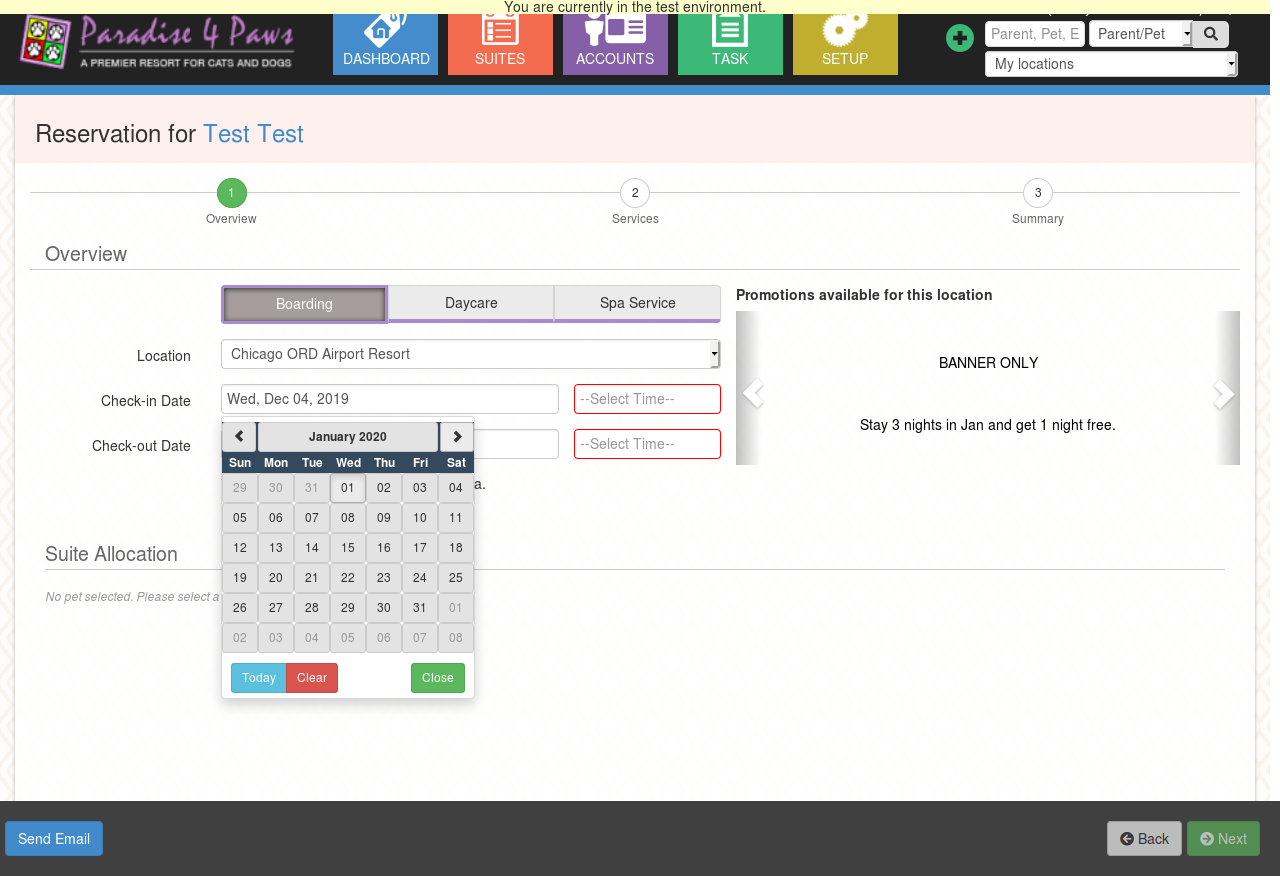 You are currently in the test environment.
Paradise 4 Paws
A PREMIER RESORT FOR CATS AND DOGS
DASHBOARD
SUITES
ACCOUNTS
TASK
SETUP
Parent, Pet, E
Parent/Pet
My locations
Reservation for Test Test
1
2
3
Overview
Services
Summary
Overview
Boarding
Daycare
Spa Service
Promotions available for this location
Location
Chicago ORD Airport Resort
BANNER ONLY
Check-in Date
Wed, Dec 04, 2019
--Select Time--
Stay 3 nights in Jan and get 1 night free.
Check-out Date
--Select Time--
January 2020
Sun Mon Tue Wed Thu Fri Sat
29 30 31 01 02 03 04
a.
05 06 07 08 09 10 11
12 13 14 15 16 17 18
19 20 21 22 23 24 25
26 27 28 29 30 31 01
02 03 04 05 06 07 08
Today
Clear
Close
Suite Allocation
No pet selected. Please select a
Send Email
Back
Next